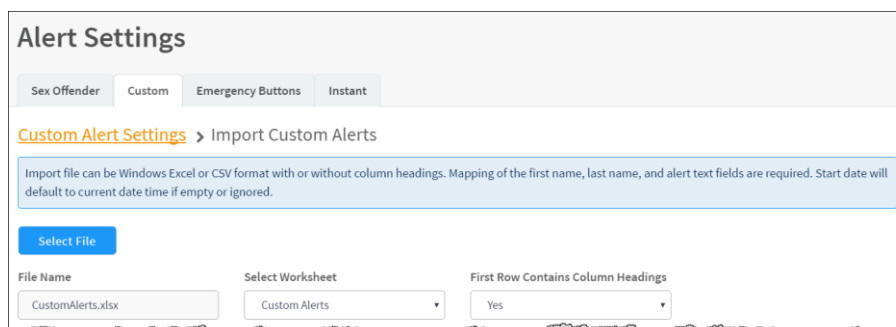 Alert Settings
Sex Offender Custom Emergency Buttons Instant
Custom Alert Settings > Import Custom Alerts
Import file can be Windows Excel or CSV format with or without column headings. Mapping of the first name, last name, and alert text fields are required. Start date will
default to current date time if empty or ignored.
Select File
File Name Select Worksheet First Row Contains Column Headings
CustomAlerts.xlsx Custom Alerts Yes